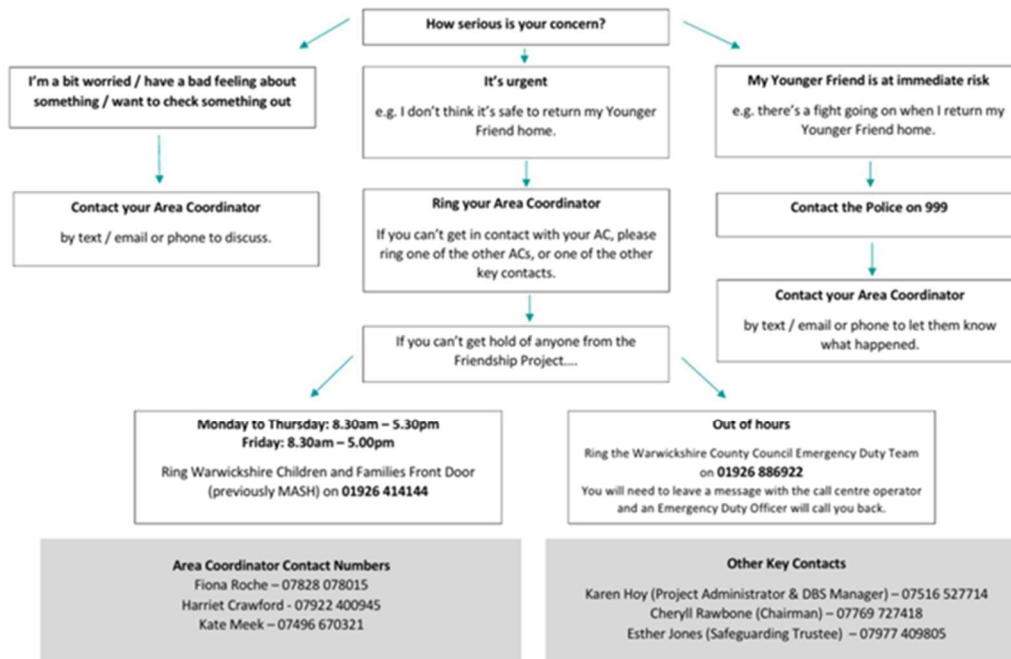 How serious is your concern?
I'm a bit worried / have a bad feeling about
something / want to check something out
It's urgent
e.g. I don't think it's safe to return my Younger
Friend home.
My Younger Friend is at immediate risk
e.g. there's a fight going on when I return my
Younger Friend home.
Contact your Area Coordinator
by text / email or phone to discuss.
Ring your Area Coordinator
If you can't get in contact with your AC, please
ring one of the other ACs, or one of the other
key contacts.
Contact the Police on 999
Contact your Area Coordinator
by text / email or phone to let them know
what happened.
If you can't get hold of anyone from the
Friendship Project....
Monday to Thursday: 8.30am – 5.30pm
Friday: 8.30am – 5.00pm
Ring Warwickshire Children and Families Front Door
(previously MASH) on 01926 414144
Out of hours
Ring the Warwickshire County Council Emergency Duty Team
on 01926 886922
You will need to leave a message with the call centre operator
and an Emergency Duty Officer will call you back.
Area Coordinator Contact Numbers
Fiona Roche – 07828 078015
Harriet Crawford - 07922 400945
Kate Meek – 07496 670321
Other Key Contacts
Karen Hoy (Project Administrator & DBS Manager) – 07516 527714
Cheryll Rawbone (Chairman) – 07769 727418
Esther Jones (Safeguarding Trustee) – 07977 409805